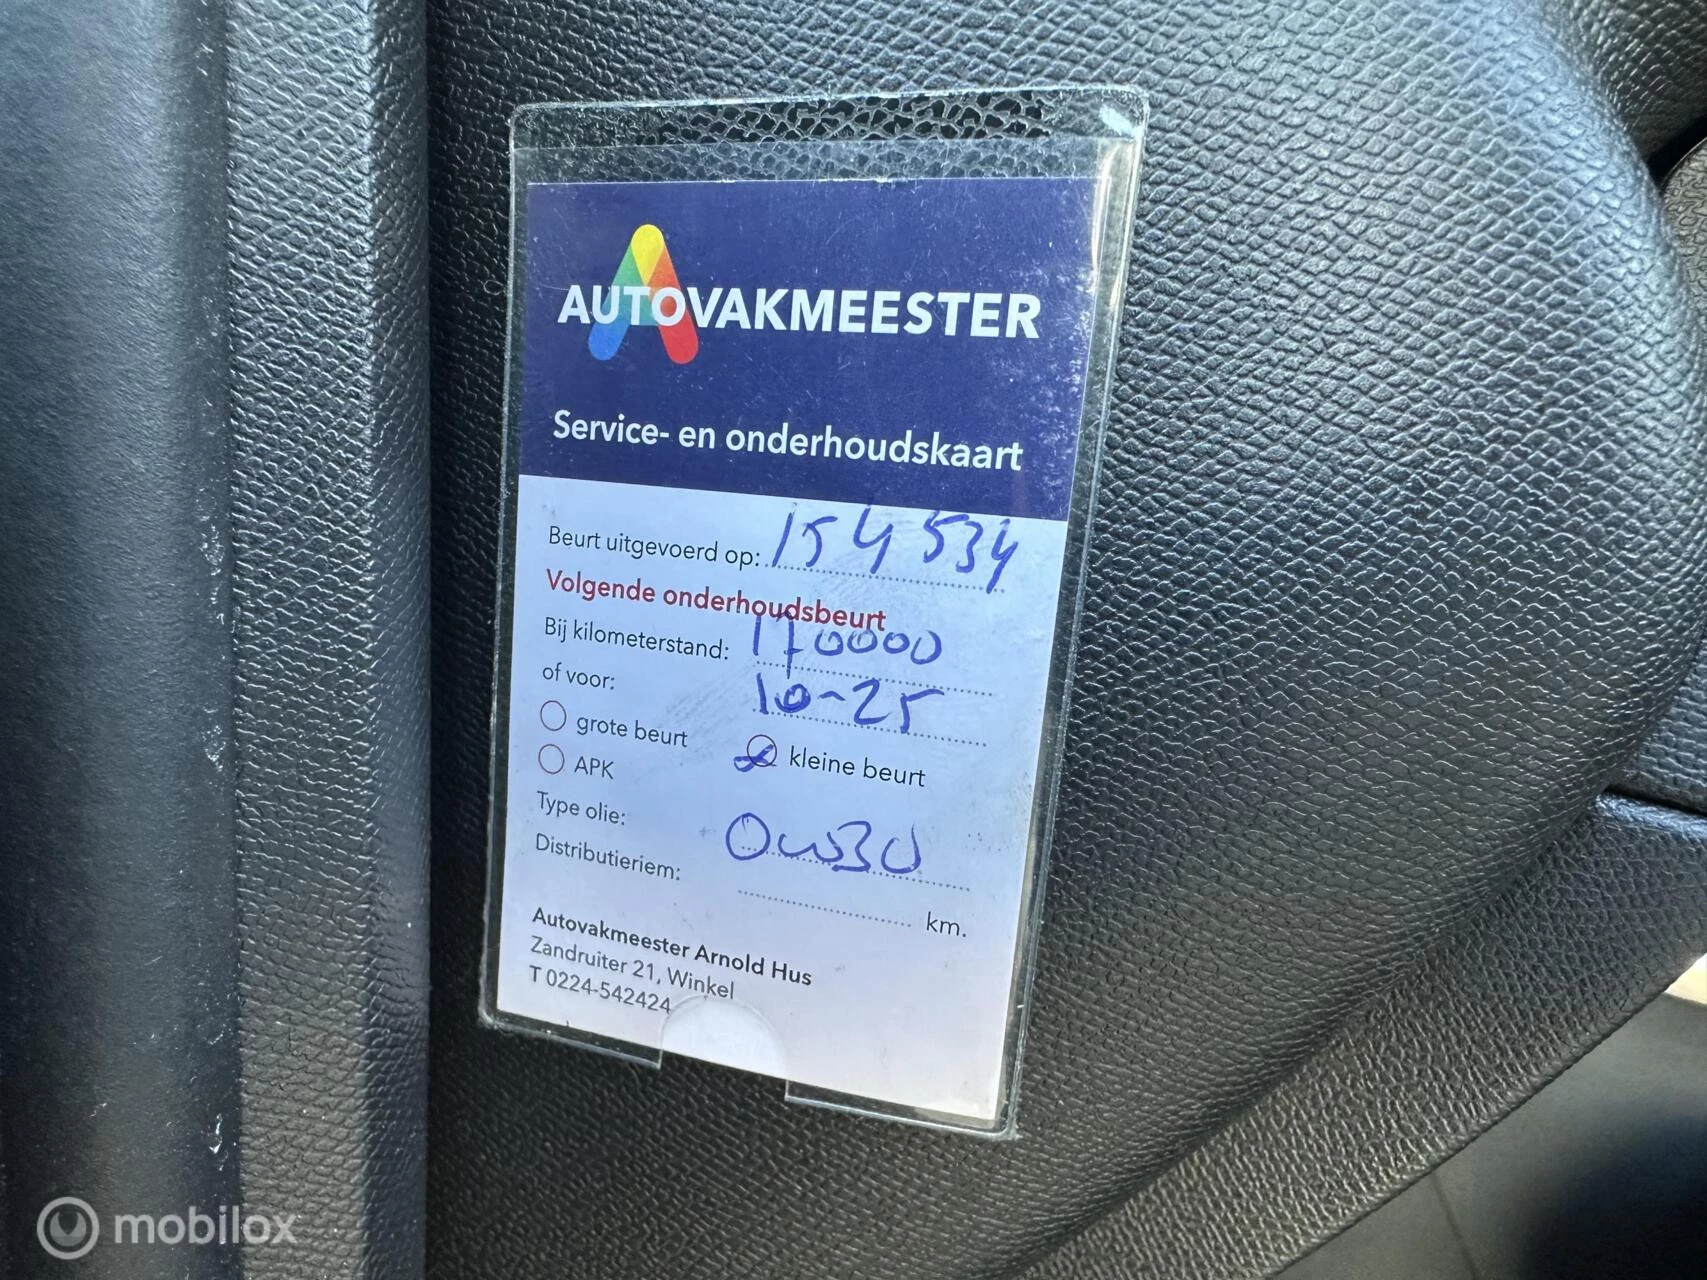 AUTOVAKMEESTER
Service- en onderhoudskaart
Beurt uitgevoerd op: 154534
Volgende onderhoudsbeurt
Bij kilometerstand: 170000
of voor: 10-25
grote beurt kleine beurt
APK
Type olie: 0W30
Distributieriem: km.
Autovakmeester Arnold Hus
Zandruiter 21, Winkel
T 0224-542424
mobilox